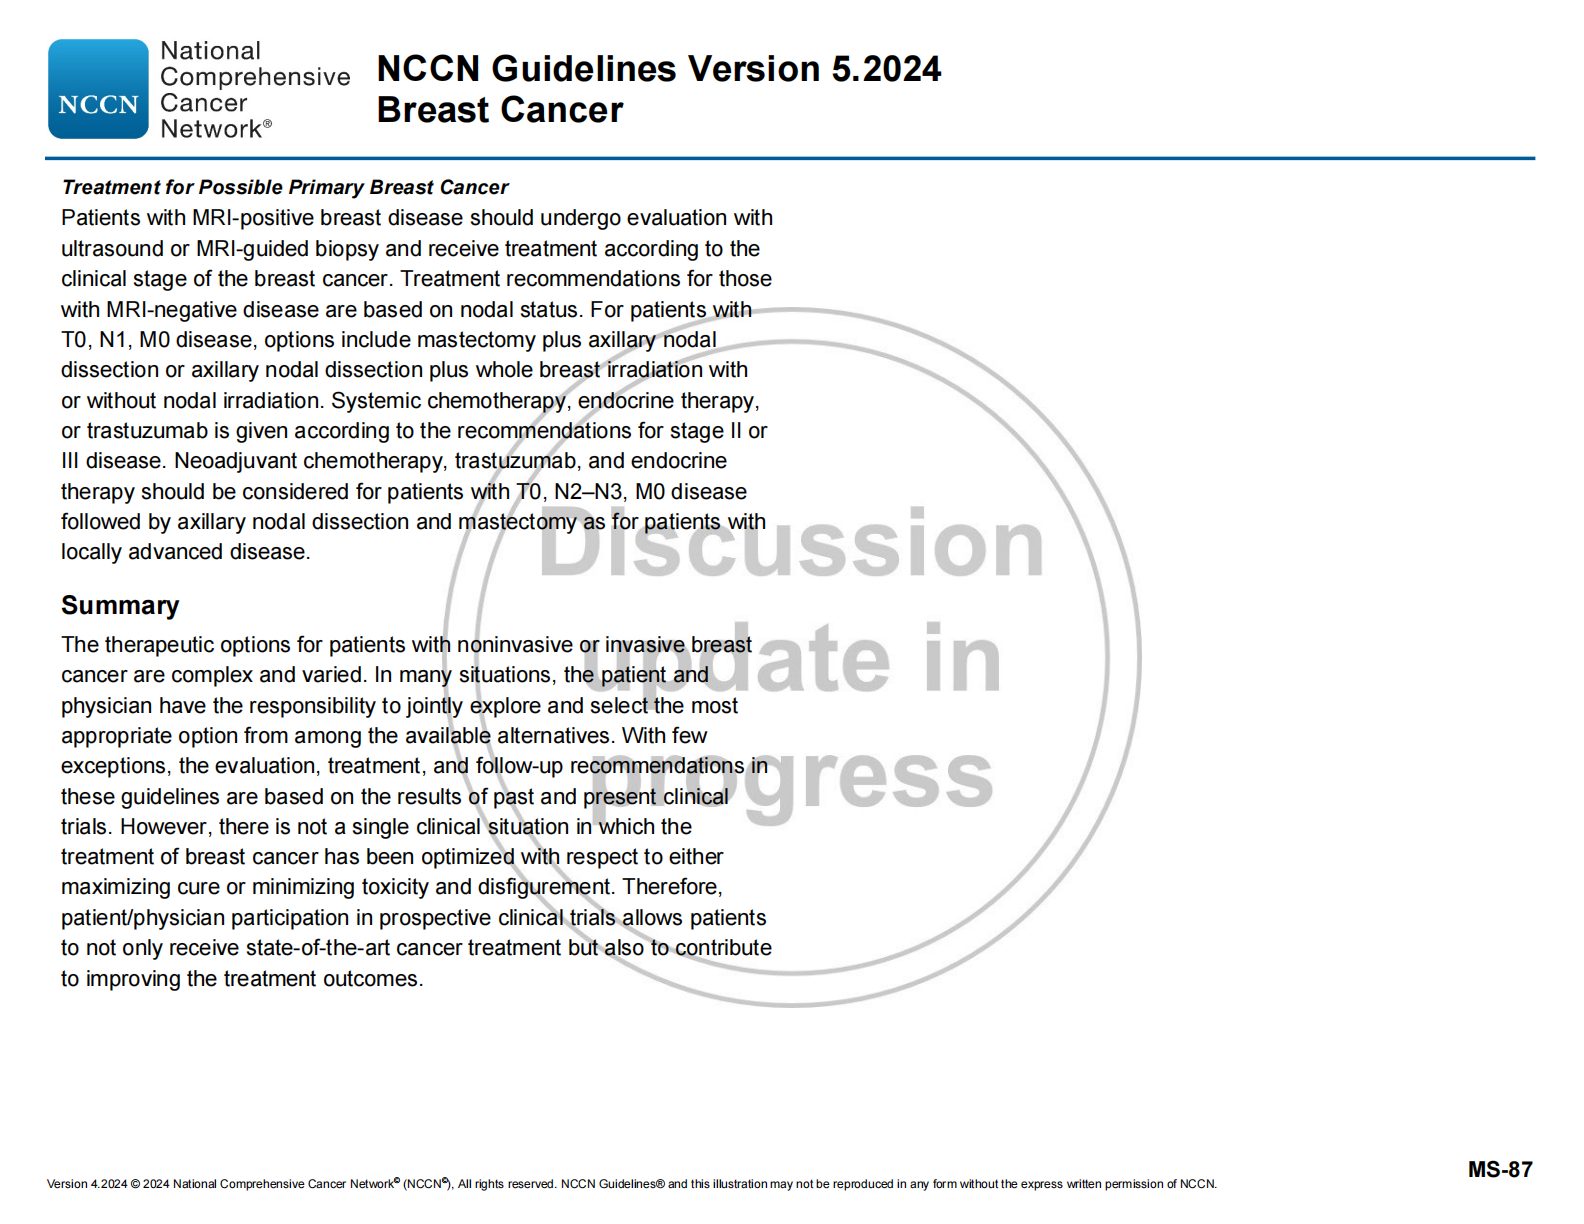 NCCN
National
Comprehensive
Cancer
Network®
NCCN Guidelines Version 5.2024
Breast Cancer
Treatment for Possible Primary Breast Cancer
Patients with MRI-positive breast disease should undergo evaluation with
ultrasound or MRI-guided biopsy and receive treatment according to the
clinical stage of the breast cancer. Treatment recommendations for those
with MRI-negative disease are based on nodal status. For patients with
T0, N1, M0 disease, options include mastectomy plus axillary nodal
dissection or axillary nodal dissection plus whole breast irradiation with
or without nodal irradiation. Systemic chemotherapy, endocrine therapy,
or trastuzumab is given according to the recommendations for stage II or
III disease. Neoadjuvant chemotherapy, trastuzumab, and endocrine
therapy should be considered for patients with T0, N2–N3, M0 disease
followed by axillary nodal dissection and mastectomy as for patients with
locally advanced disease.
Summary
The therapeutic options for patients with noninvasive or invasive breast
cancer are complex and varied. In many situations, the patient and
physician have the responsibility to jointly explore and select the most
appropriate option from among the available alternatives. With few
exceptions, the evaluation, treatment, and follow-up recommendations in
these guidelines are based on the results of past and present clinical
trials. However, there is not a single clinical situation in which the
treatment of breast cancer has been optimized with respect to either
maximizing cure or minimizing toxicity and disfigurement. Therefore,
patient/physician participation in prospective clinical trials allows patients
to not only receive state-of-the-art cancer treatment but also to contribute
to improving the treatment outcomes.
Discussion
update in
progress
MS-87
Version 4.2024 © 2024 National Comprehensive Cancer Network© (NCCN©), All rights reserved. NCCN Guidelines® and this illustration may not be reproduced in any form without the express written permission of NCCN.